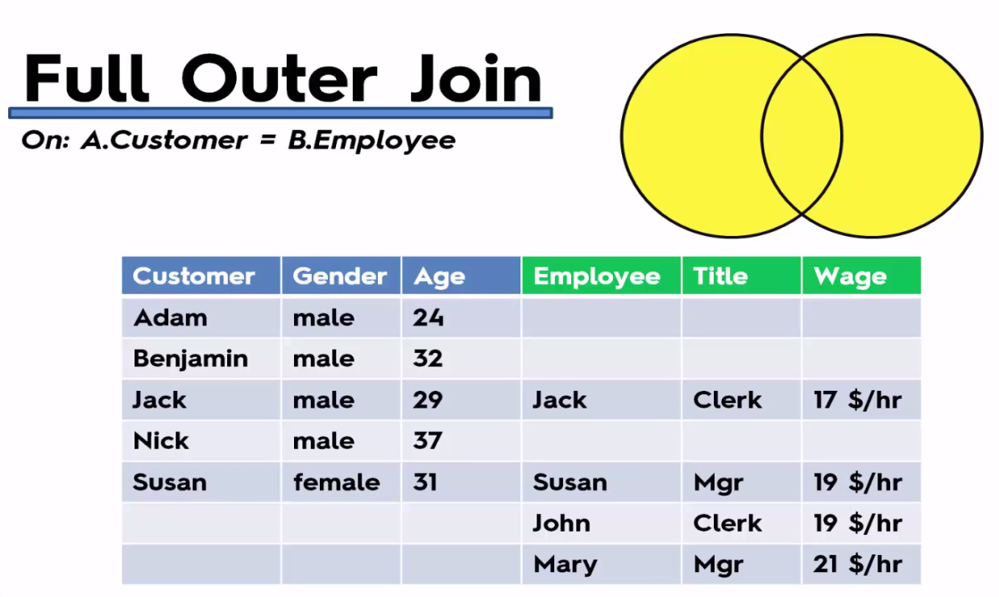 Full Outer Join
On: A.Customer = B.Employee
Customer Gender Age Employee Title Wage
Adam male 24
Benjamin male 32
Jack male 29 Jack Clerk 17 $/hr
Nick male 37
Susan female 31 Susan Mgr 19 $/hr
John Clerk 19 $/hr
Mary Mgr 21 $/hr